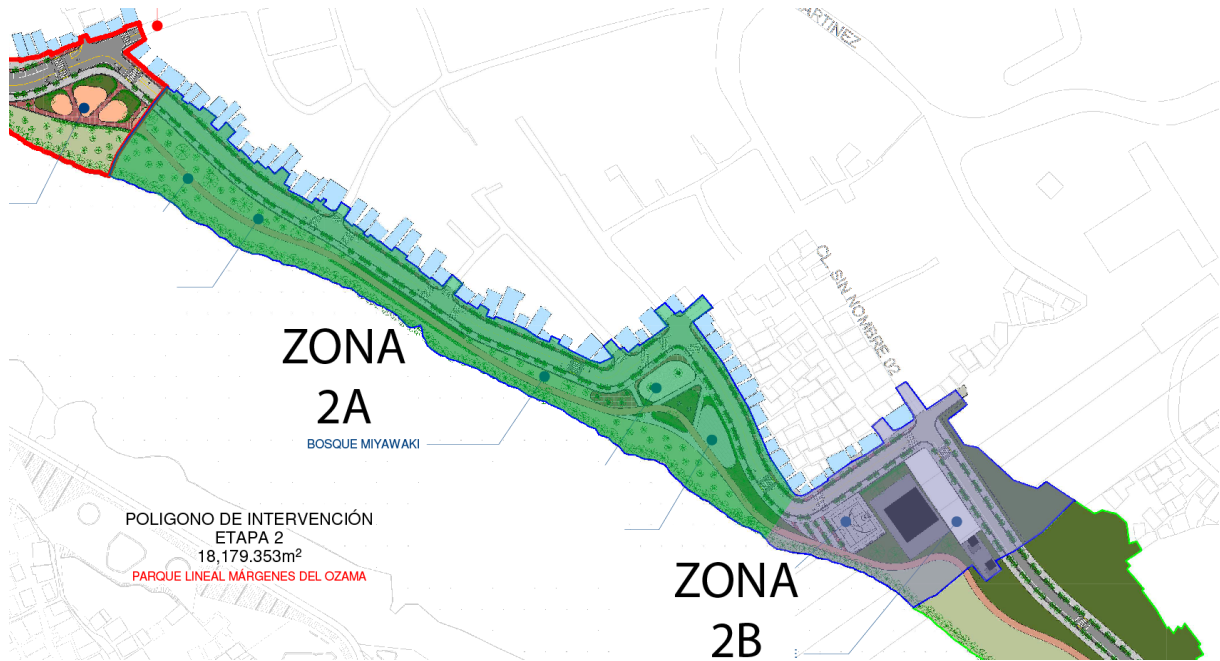 ARTINEZ
CL. SIN NOMBRE 02
ZONA
2A
BOSQUE MIYAWAKI
POLIGONO DE INTERVENCIÓN
ETAPA 2
18,179.353m²
PARQUE LINEAL MÁRGENES DEL OZAMA
ZONA
2B